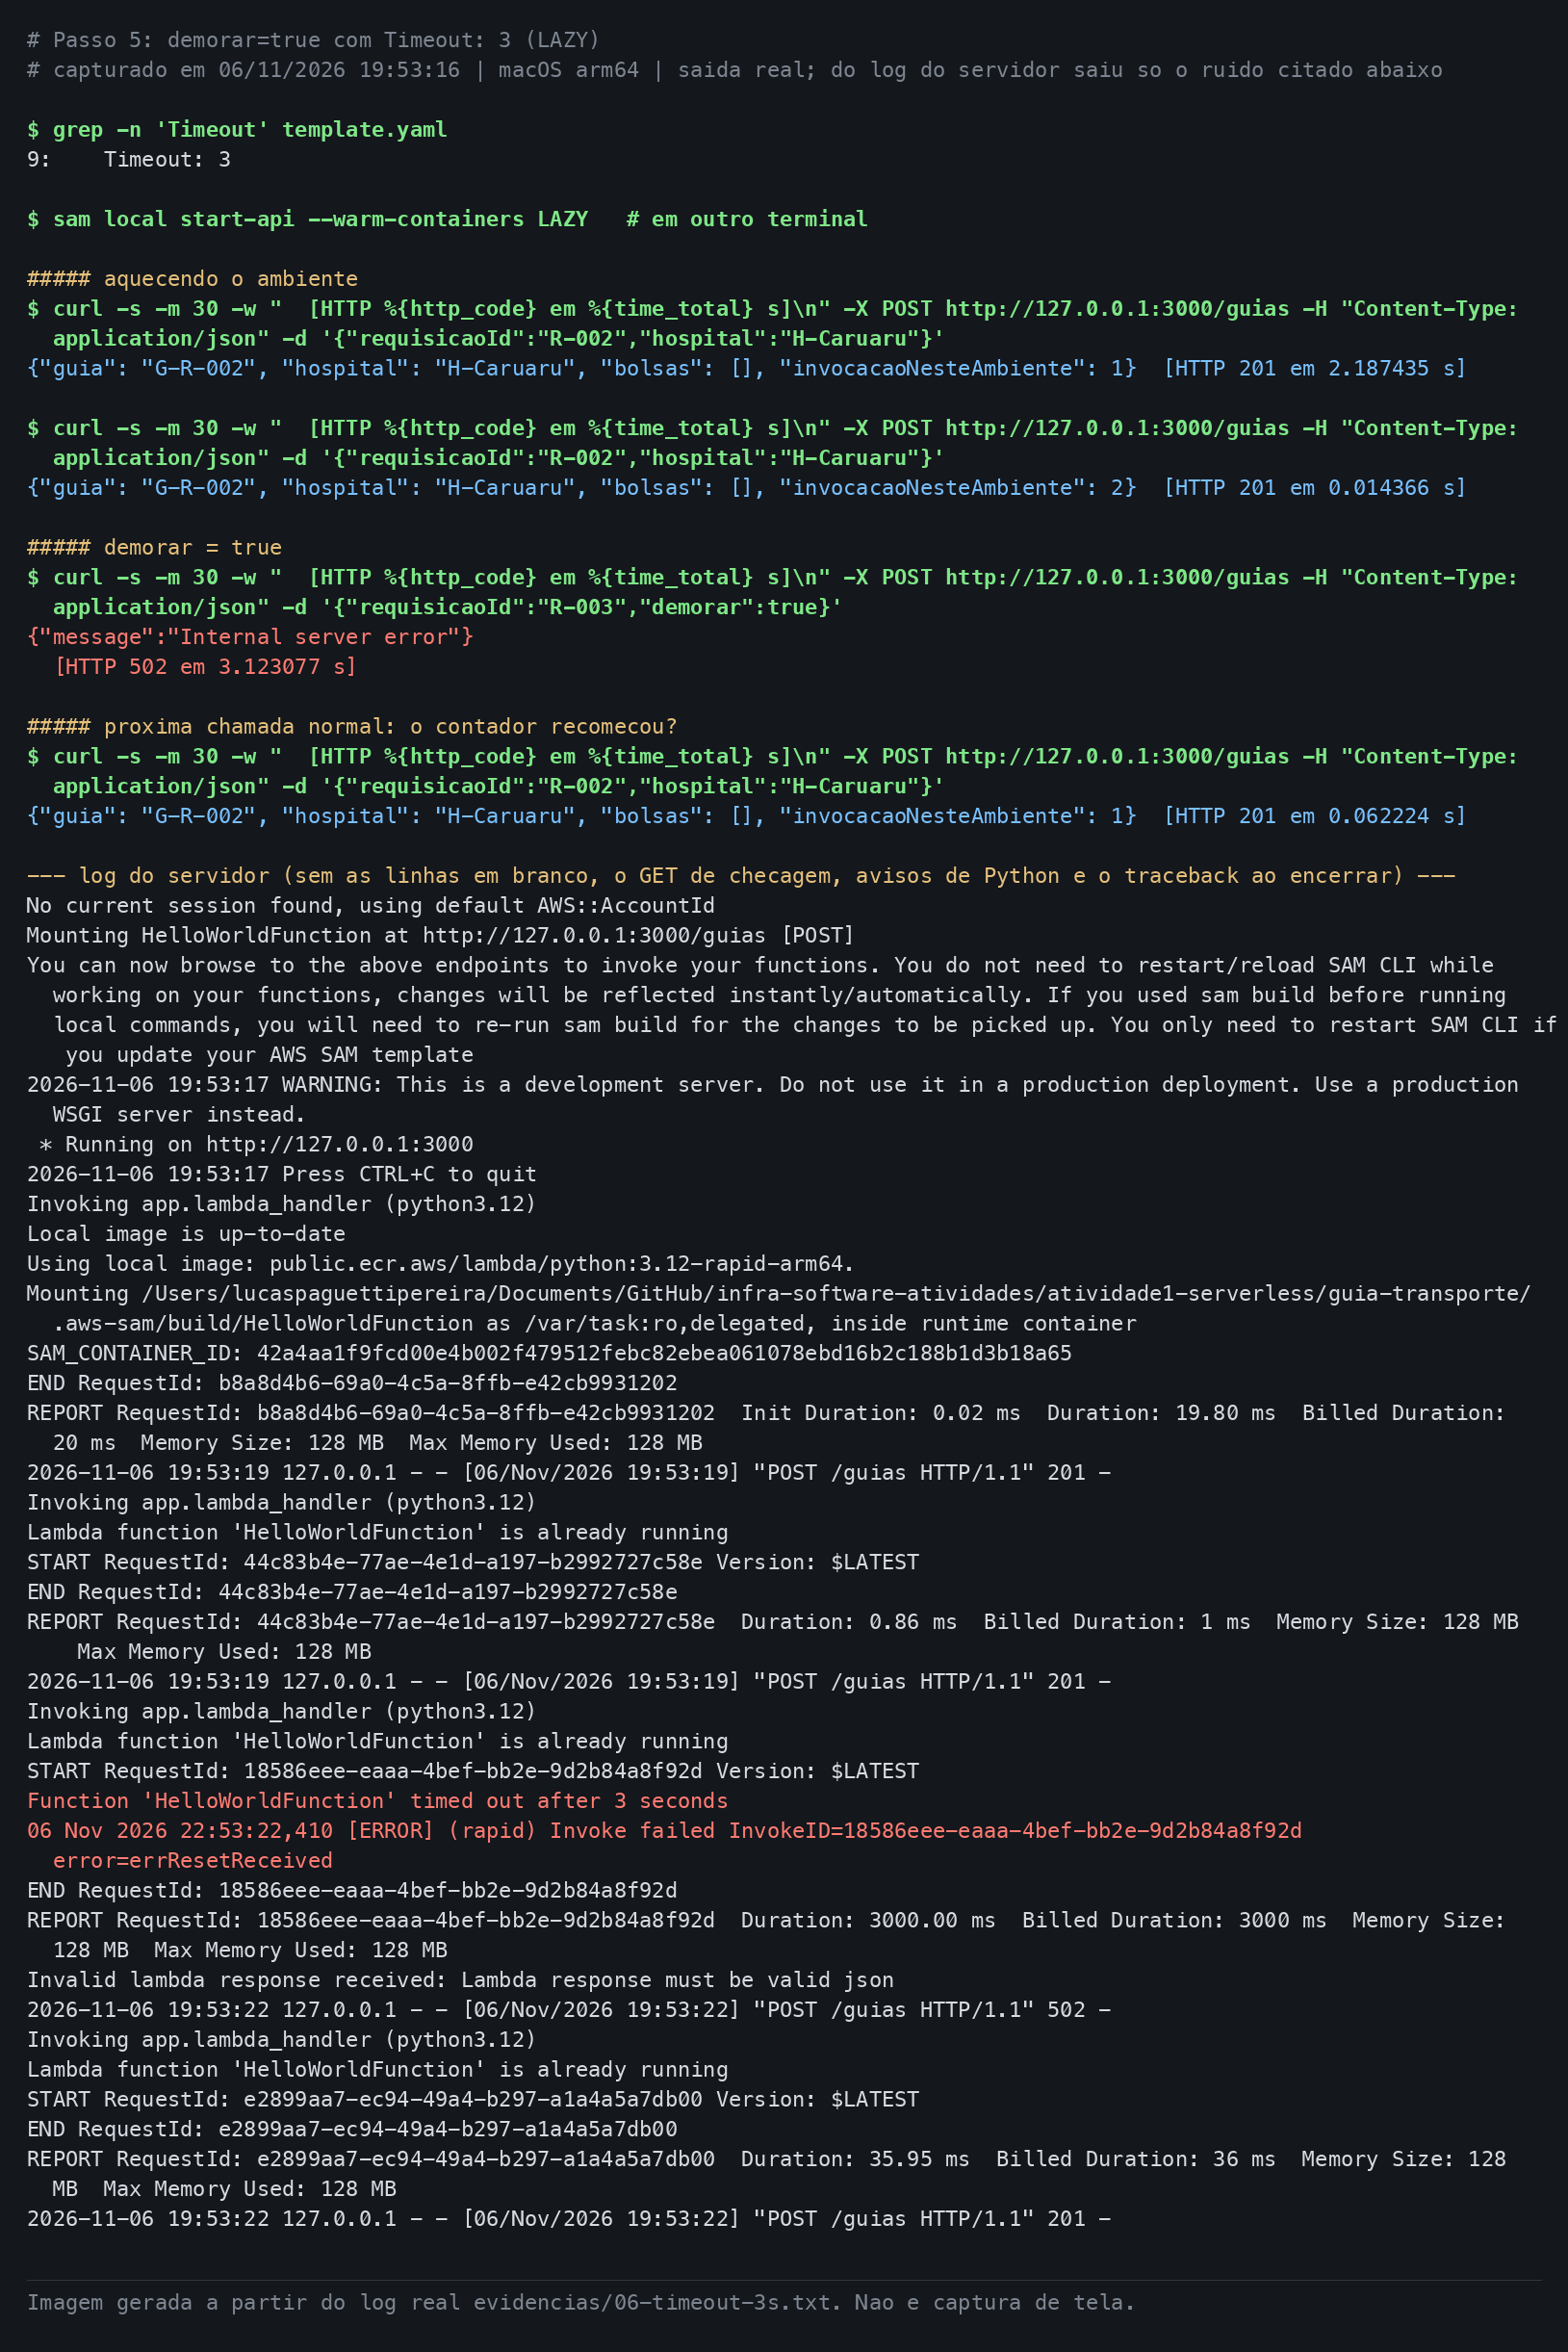 # Passo 5: demorar=true com Timeout: 3 (LAZY)
# capturado em 06/11/2026 19:53:16 | macOS arm64 | saida real; do log do servidor saiu so o ruido citado abaixo
$ grep -n 'Timeout' template.yaml
9:    Timeout: 3
$ sam local start-api --warm-containers LAZY   # em outro terminal
##### aquecendo o ambiente
$ curl -s -m 30 -w "  [HTTP %{http_code} em %{time_total} s]\n" -X POST http://127.0.0.1:3000/guias -H "Content-Type:
  application/json" -d '{"requisicaoId":"R-002","hospital":"H-Caruaru"}'
{"guia": "G-R-002", "hospital": "H-Caruaru", "bolsas": [], "invocacaoNesteAmbiente": 1}  [HTTP 201 em 2.187435 s]
$ curl -s -m 30 -w "  [HTTP %{http_code} em %{time_total} s]\n" -X POST http://127.0.0.1:3000/guias -H "Content-Type:
  application/json" -d '{"requisicaoId":"R-002","hospital":"H-Caruaru"}'
{"guia": "G-R-002", "hospital": "H-Caruaru", "bolsas": [], "invocacaoNesteAmbiente": 2}  [HTTP 201 em 0.014366 s]
##### demorar = true
$ curl -s -m 30 -w "  [HTTP %{http_code} em %{time_total} s]\n" -X POST http://127.0.0.1:3000/guias -H "Content-Type:
  application/json" -d '{"requisicaoId":"R-003","demorar":true}'
{"message":"Internal server error"}
  [HTTP 502 em 3.123077 s]
##### proxima chamada normal: o contador recomecou?
$ curl -s -m 30 -w "  [HTTP %{http_code} em %{time_total} s]\n" -X POST http://127.0.0.1:3000/guias -H "Content-Type:
  application/json" -d '{"requisicaoId":"R-002","hospital":"H-Caruaru"}'
{"guia": "G-R-002", "hospital": "H-Caruaru", "bolsas": [], "invocacaoNesteAmbiente": 1}  [HTTP 201 em 0.062224 s]
--- log do servidor (sem as linhas em branco, o GET de checagem, avisos de Python e o traceback ao encerrar) ---
No current session found, using default AWS::AccountId
Mounting HelloWorldFunction at http://127.0.0.1:3000/guias [POST]
You can now browse to the above endpoints to invoke your functions. You do not need to restart/reload SAM CLI while
  working on your functions, changes will be reflected instantly/automatically. If you used sam build before running
  local commands, you will need to re-run sam build for the changes to be picked up. You only need to restart SAM CLI if
   you update your AWS SAM template
2026-11-06 19:53:17 WARNING: This is a development server. Do not use it in a production deployment. Use a production
  WSGI server instead.
 * Running on http://127.0.0.1:3000
2026-11-06 19:53:17 Press CTRL+C to quit
Invoking app.lambda_handler (python3.12)
Local image is up-to-date
Using local image: public.ecr.aws/lambda/python:3.12-rapid-arm64.
Mounting /Users/lucaspaguettipereira/Documents/GitHub/infra-software-atividades/atividade1-serverless/guia-transporte/
  .aws-sam/build/HelloWorldFunction as /var/task:ro,delegated, inside runtime container
SAM_CONTAINER_ID: 42a4aa1f9fcd00e4b002f479512febc82ebea061078ebd16b2c188b1d3b18a65
END RequestId: b8a8d4b6-69a0-4c5a-8ffb-e42cb9931202
REPORT RequestId: b8a8d4b6-69a0-4c5a-8ffb-e42cb9931202  Init Duration: 0.02 ms  Duration: 19.80 ms  Billed Duration:
  20 ms  Memory Size: 128 MB  Max Memory Used: 128 MB
2026-11-06 19:53:19 127.0.0.1 - - [06/Nov/2026 19:53:19] "POST /guias HTTP/1.1" 201 -
Invoking app.lambda_handler (python3.12)
Lambda function 'HelloWorldFunction' is already running
START RequestId: 44c83b4e-77ae-4e1d-a197-b2992727c58e Version: $LATEST
END RequestId: 44c83b4e-77ae-4e1d-a197-b2992727c58e
REPORT RequestId: 44c83b4e-77ae-4e1d-a197-b2992727c58e  Duration: 0.86 ms  Billed Duration: 1 ms  Memory Size: 128 MB
    Max Memory Used: 128 MB
2026-11-06 19:53:19 127.0.0.1 - - [06/Nov/2026 19:53:19] "POST /guias HTTP/1.1" 201 -
Invoking app.lambda_handler (python3.12)
Lambda function 'HelloWorldFunction' is already running
START RequestId: 18586eee-eaaa-4bef-bb2e-9d2b84a8f92d Version: $LATEST
Function 'HelloWorldFunction' timed out after 3 seconds
06 Nov 2026 22:53:22,410 [ERROR] (rapid) Invoke failed InvokeID=18586eee-eaaa-4bef-bb2e-9d2b84a8f92d
  error=errResetReceived
END RequestId: 18586eee-eaaa-4bef-bb2e-9d2b84a8f92d
REPORT RequestId: 18586eee-eaaa-4bef-bb2e-9d2b84a8f92d  Duration: 3000.00 ms  Billed Duration: 3000 ms  Memory Size:
  128 MB  Max Memory Used: 128 MB
Invalid lambda response received: Lambda response must be valid json
2026-11-06 19:53:22 127.0.0.1 - - [06/Nov/2026 19:53:22] "POST /guias HTTP/1.1" 502 -
Invoking app.lambda_handler (python3.12)
Lambda function 'HelloWorldFunction' is already running
START RequestId: e2899aa7-ec94-49a4-b297-a1a4a5a7db00 Version: $LATEST
END RequestId: e2899aa7-ec94-49a4-b297-a1a4a5a7db00
REPORT RequestId: e2899aa7-ec94-49a4-b297-a1a4a5a7db00  Duration: 35.95 ms  Billed Duration: 36 ms  Memory Size: 128
  MB  Max Memory Used: 128 MB
2026-11-06 19:53:22 127.0.0.1 - - [06/Nov/2026 19:53:22] "POST /guias HTTP/1.1" 201 -
Imagem gerada a partir do log real evidencias/06-timeout-3s.txt. Nao e captura de tela.